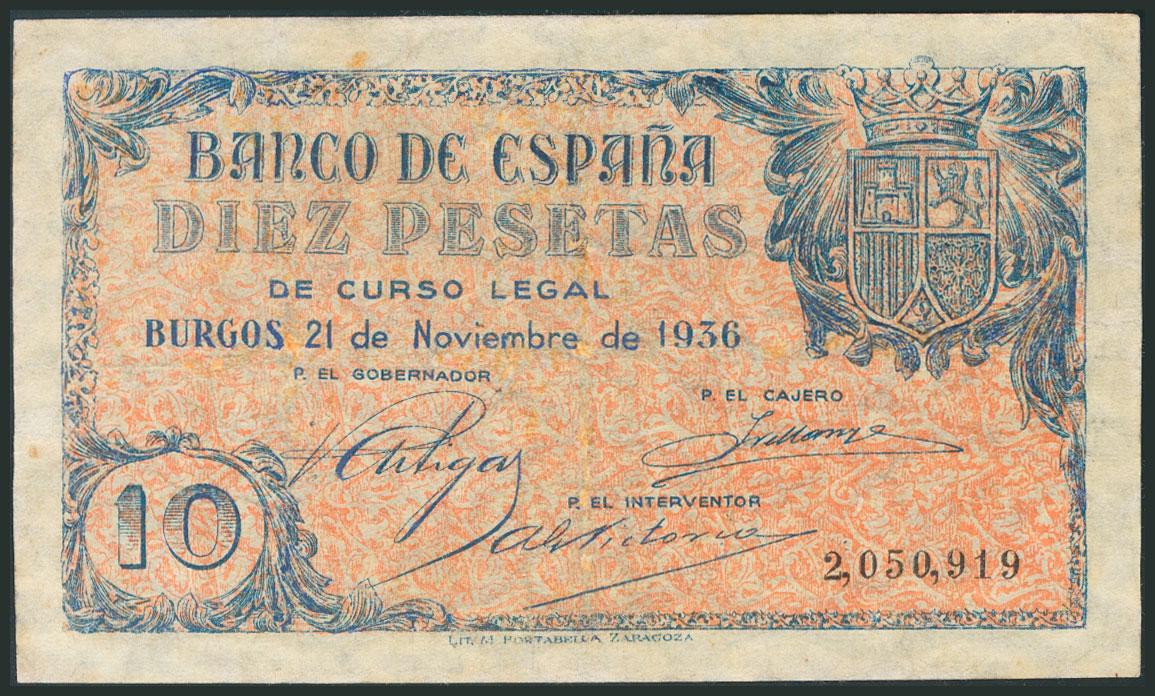 BANCO DE ESPAÑA
DIEZ PESETAS
DE CURSO LEGAL
BURGOS 21 de Noviembre de 1936
P. EL GOBERNADOR
P. EL CAJERO
P. EL INTERVENTOR
10
2,050,919
LIT. M. PORTABELLA ZARAGOZA